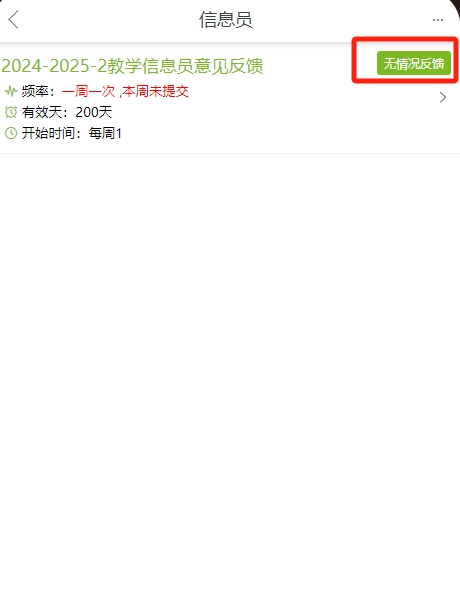 信息员
2024-2025-2教学信息员意见反馈
无情况反馈
频率：一周一次 ,本周未提交
有效天：200天
开始时间：每周1